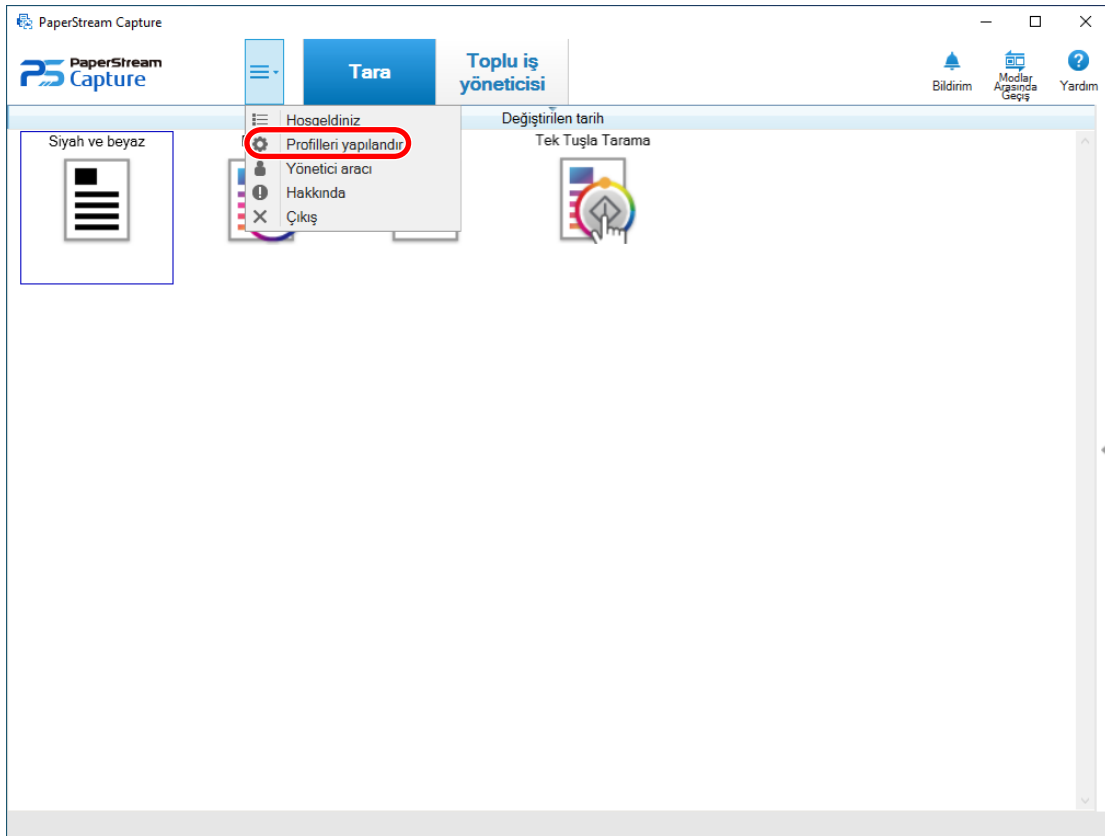 PaperStream Capture
PaperStream
Capture
Tara
Toplu iş
yöneticisi
Bildirim
Modlar
Arasında
Geçiş
Yardım
Hoşgeldiniz
Profilleri yapılandır
Yönetici aracı
Hakkında
Çıkış
Değiştirilen tarih
Siyah ve beyaz
Tek Tuşla Tarama